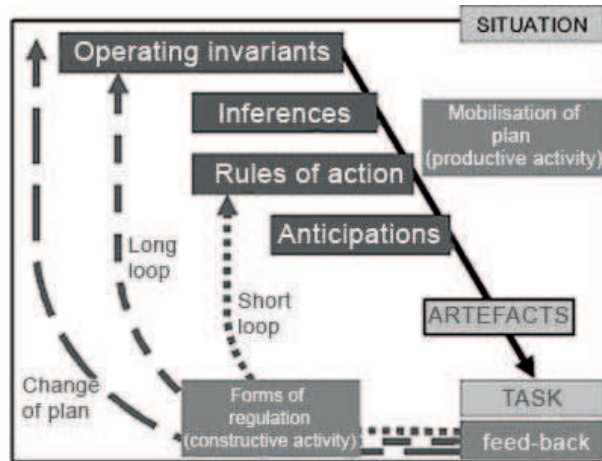 SITUATION
Operating invariants
Inferences
Mobilisation of
plan
(productive activity)
Rules of action
Anticipations
Long
loop
Short
loop
ARTEFACTS
Change
of plan
Forms of
regulation
(constructive activity)
TASK
feed-back